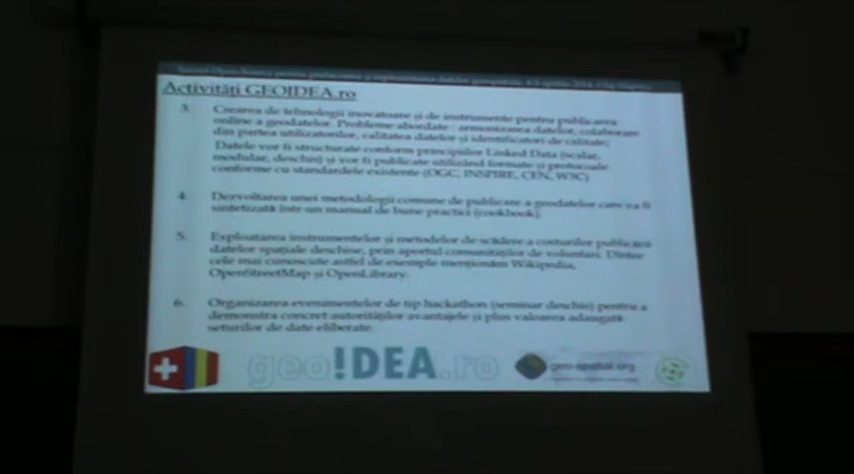 Activități GEOIDEA.ro
3. Crearea de tehnologii inovatoare și de instrumente pentru publicarea
online a geodatelor. Probleme abordate : armonizarea datelor, colaborare
din partea utilizatorilor, calitatea datelor și identificatori de calitate;
Datele vor fi structurate conform principiilor Linked Data (scalar,
modular, deschis) și vor fi publicate utilizând formate și protocoale
conforme cu standardele existente (OGC, INSPIRE, CEN, W3C)
4. Dezvoltarea unei metodologii comune de publicare a geodatelor care va fi
sintetizată într-un manual de bune practici (cookbook).
5. Exploatarea instrumentelor și metodelor de scădere a costurilor publicării
datelor spațiale deschise, prin aportul comunităților de voluntari. Dintre
cele mai cunoscute astfel de exemple menționăm Wikipedia,
OpenStreetMap și OpenLibrary.
6. Organizarea evenimentelor de tip hackathon (seminar deschis) pentru a
demonstra concret autorităților avantajele și plus valoarea adaugată
seturilor de date eliberate.
geo!DEA.ro
geo-spatial.org